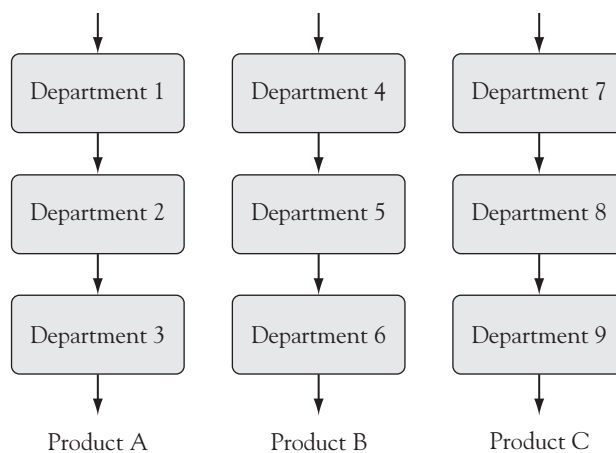 Department 1
Department 4
Department 7
Department 2
Department 5
Department 8
Department 3
Department 6
Department 9
Product A
Product B
Product C